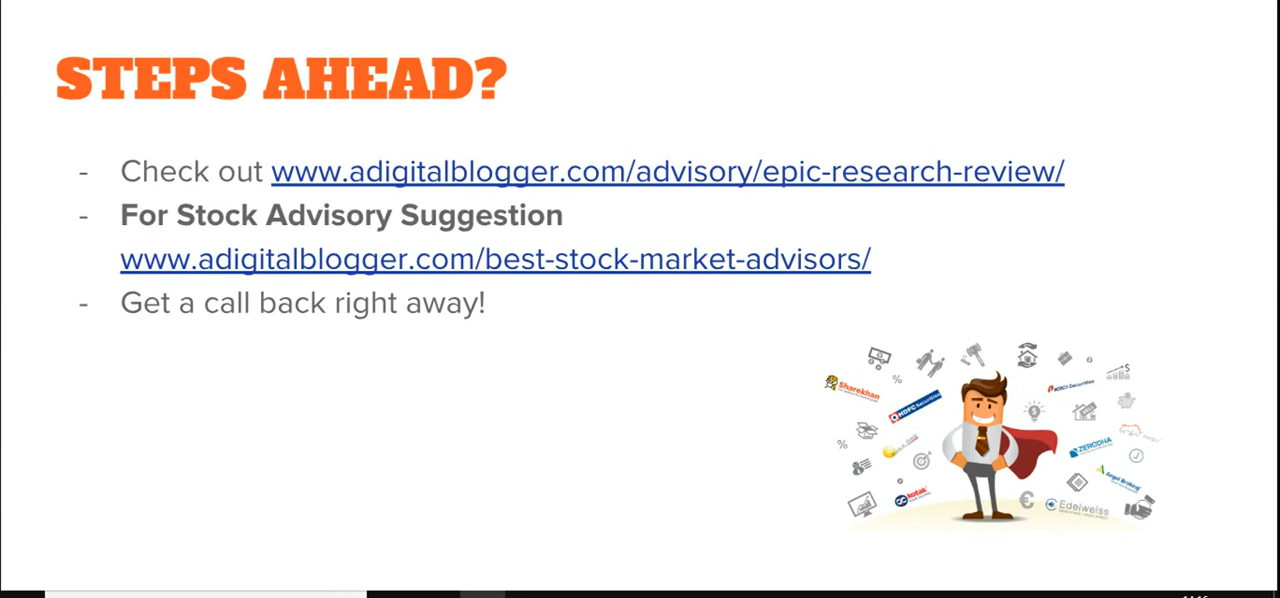 STEPS AHEAD?
- Check out www.adigitalblogger.com/advisory/epic-research-review/
- For Stock Advisory Suggestion
www.adigitalblogger.com/best-stock-market-advisors/
- Get a call back right away!
Sharekhan
HDFC securities
ICICI Securities
ZERODHA
Angel Broking
kotak
Edelweiss